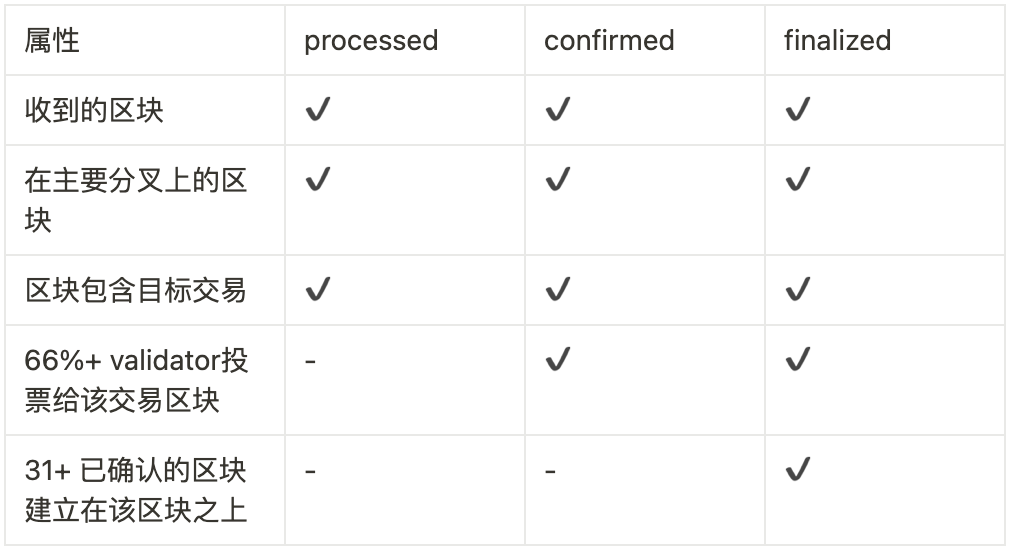 属性 processed confirmed finalized
收到的区块 ✔ ✔ ✔
在主要分叉上的区 ✔ ✔ ✔
块
区块包含目标交易 ✔ ✔ ✔
66%+ validator投 - ✔ ✔
票给该交易区块
31+ 已确认的区块 - - ✔
建立在该区块之上